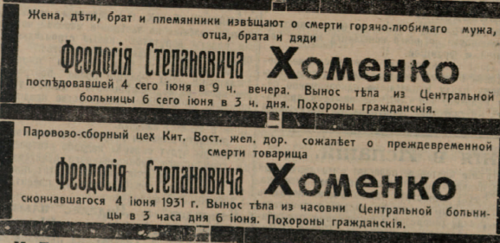 Жена, дѣти, брат и племянники извѣщают о смерти горячо-любимаго мужа,
отца, брата и дяди
Феодосія Степановича Хоменко
послѣдовавшей 4 сего іюня в 9 ч. вечера. Вынос тѣла из Центральной
больницы 6 сего іюня в 3 ч. дня. Похороны гражданскія.
Паровозо-сборный цех Кит. Вост. жел. дор. сожалѣет о преждевременной
смерти товарища
Феодосія Степановича Хоменко
скончавшагося 4 іюня 1931 г. Вынос тѣла из часовни Центральной больни-
цы в 3 часа дня 6 июня. Похороны гражданскія.